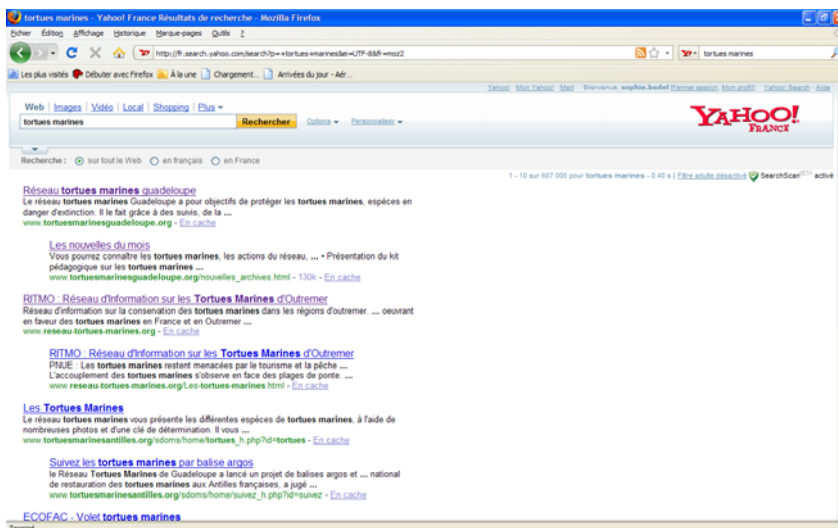 tortues marines - Yahoo! France Résultats de recherche - Mozilla Firefox
Fichier Édition Affichage Historique Marque-pages Outils ?
http://fr.search.yahoo.com/search?p=+tortues+marines&ei=UTF-8&fr=moz2 tortues marines
Les plus visités Débuter avec Firefox À la une Chargement... Arrivées du jour - Aér...
Yahoo! Mon Yahoo! Mail Bienvenue, sophie.bedel [Fermer session, Mon profil] Yahoo! Search - Aide
Web | Images | Vidéo | Local | Shopping | Plus
tortues marines Rechercher Options Personnaliser
YAHOO! FRANCE
Recherche : sur tout le Web en français en France
1 - 10 sur 607 000 pour tortues marines - 0.40 s | Filtre adulte désactivé SearchScan BETA activé
Réseau tortues marines guadeloupe
Le réseau tortues marines Guadeloupe a pour objectifs de protéger les tortues marines, espèces en
danger d'extinction. Il le fait grâce à des suivis, de la ...
www.tortuesmarinesguadeloupe.org - En cache
Les nouvelles du mois
Vous pourrez connaître les tortues marines, les actions du réseau, ... • Présentation du kit
pédagogique sur les tortues marines ...
www.tortuesmarinesguadeloupe.org/nouvelles_archives.html - 130k - En cache
RITMO : Réseau d'Information sur les Tortues Marines d'Outremer
Réseau d'information sur la conservation des tortues marines dans les régions d'outremer. .... oeuvrant
en faveur des tortues marines en France et en Outremer ...
www.reseau-tortues-marines.org - En cache
RITMO : Réseau d'Information sur les Tortues Marines d'Outremer
PNUE : Les tortues marines restent menacées par le tourisme et la pêche ....
L'accouplement des tortues marines s'observe en face des plages de ponte. ....
www.reseau-tortues-marines.org/Les-tortues-marines.html - En cache
Les Tortues Marines
Le réseau tortues marines vous présente les différentes espèces de tortues marines, à l'aide de
nombreuses photos et d'une clé de détermination. Il vous ...
www.tortuesmarinesantilles.org/sdoms/home/tortues_h.php?id=tortues - En cache
Suivez les tortues marines par balise argos
le Réseau Tortues Marines de Guadeloupe a lancé un projet de balises argos et .... national
de restauration des tortues marines aux Antilles françaises, a jugé ...
www.tortuesmarinesantilles.org/sdoms/home/suivez_h.php?id=suivez - En cache
ECOFAC - Volet tortues marines